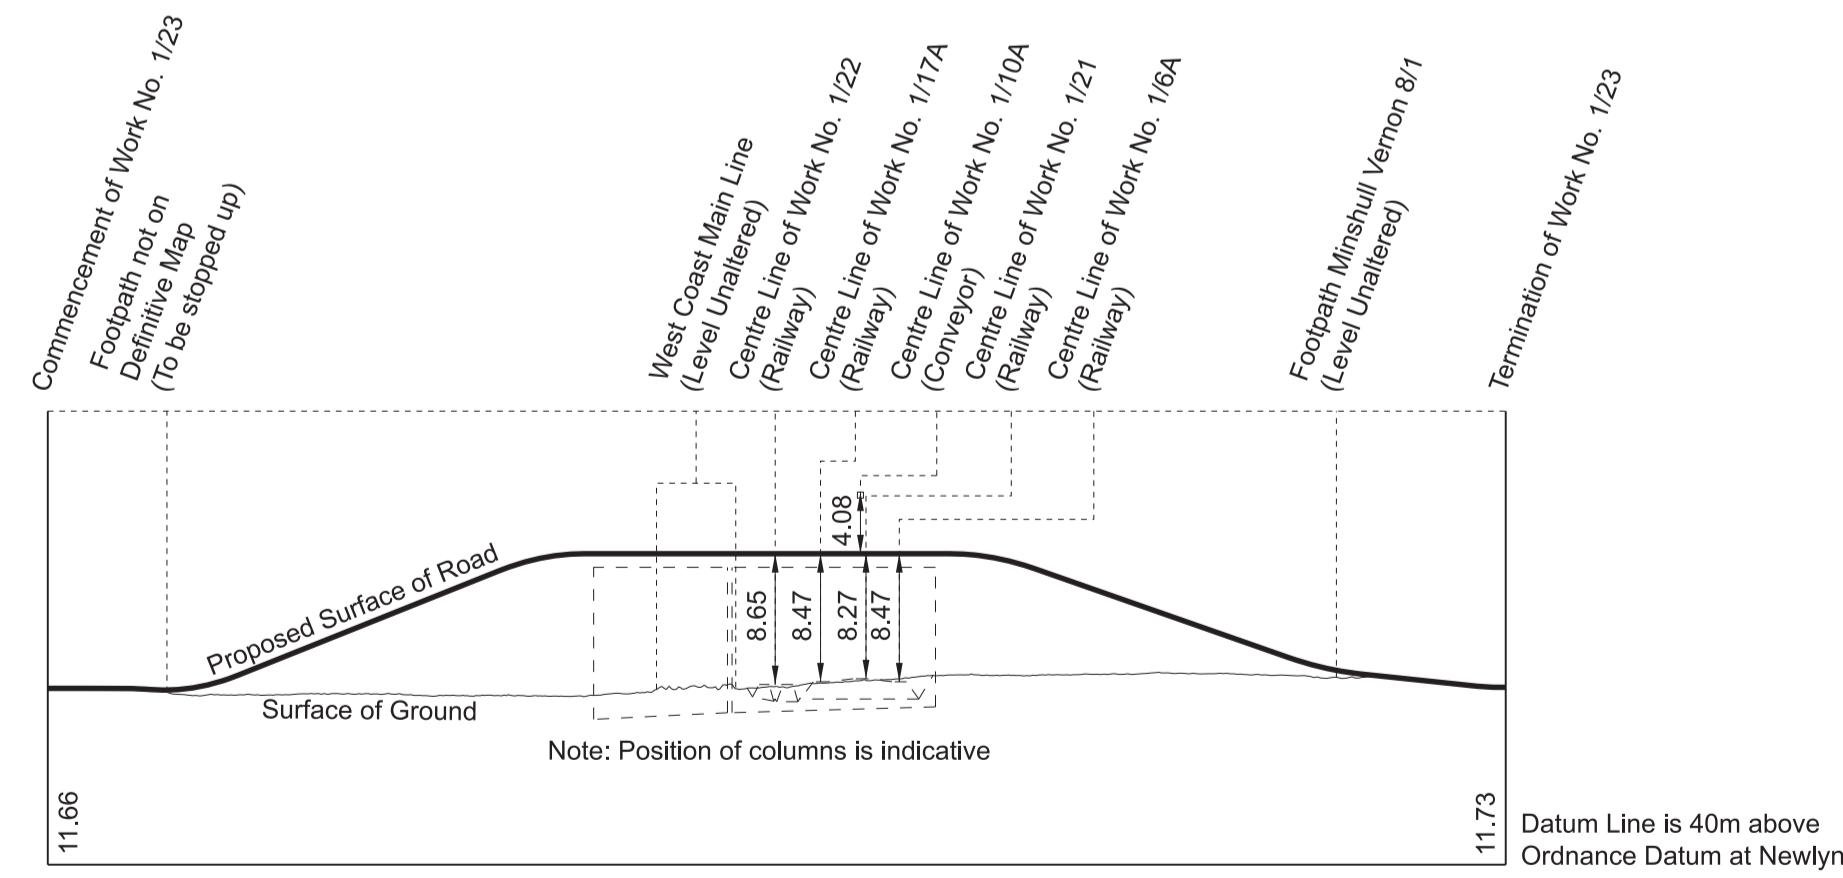 Commencement of Work No. 1/23
Footpath not on
Definitive Map
(To be stopped up)
West Coast Main Line
(Level Unaltered)
Centre Line of Work No. 1/22
(Railway)
Centre Line of Work No. 1/17A
(Railway)
Centre Line of Work No. 1/10A
(Conveyor)
Centre Line of Work No. 1/21
(Railway)
Centre Line of Work No. 1/6A
(Railway)
Footpath Minshull Vernon 8/1
(Level Unaltered)
Termination of Work No. 1/23
4.08
Proposed Surface of Road
8.65
8.47
8.27
8.47
Surface of Ground
Note: Position of columns is indicative
11.66
11.73
Datum Line is 40m above
Ordnance Datum at Newlyn